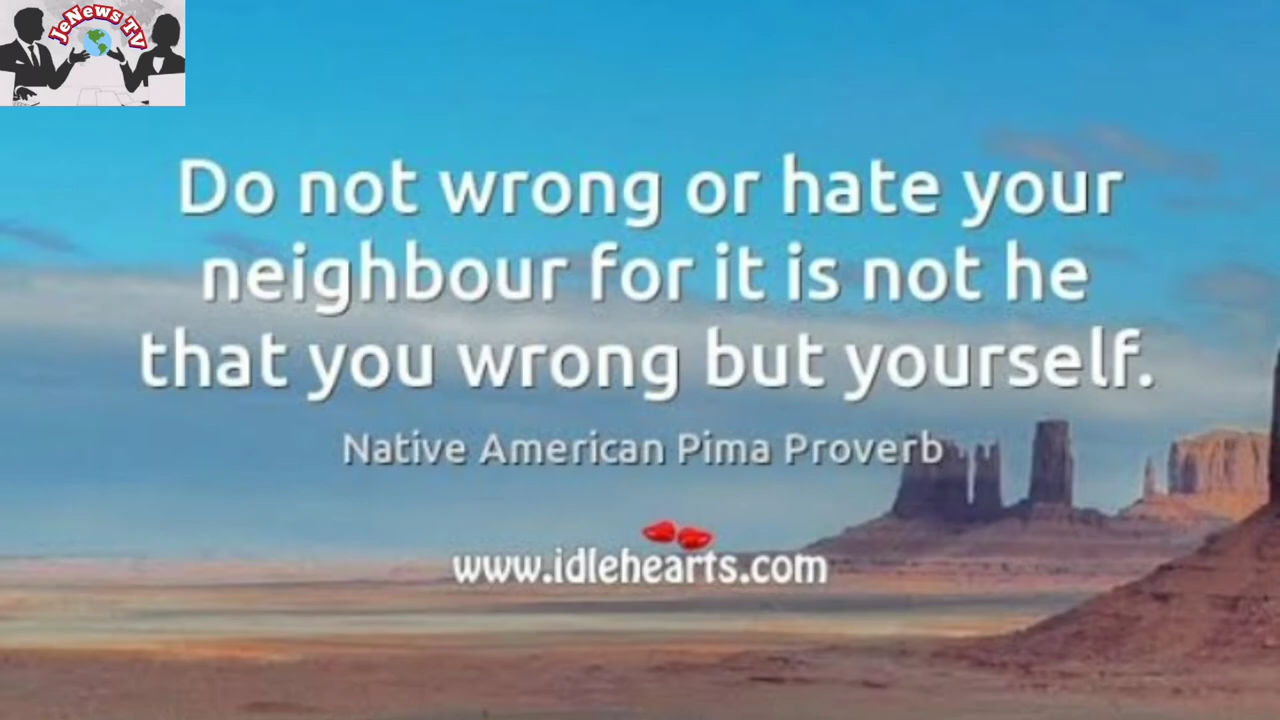 JeNews TV
Do not wrong or hate your
neighbour for it is not he
that you wrong but yourself.
Native American Pima Proverb
www.idlehearts.com